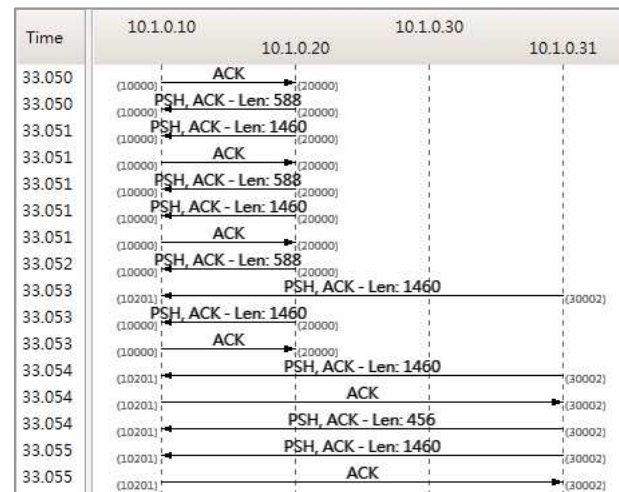 Time 10.1.0.10 10.1.0.20 10.1.0.30 10.1.0.31
33.050 (10000) ACK (20000)
33.050 (10000) PSH, ACK - Len: 588 (20000)
33.051 (10000) PSH, ACK - Len: 1460 (20000)
33.051 (10000) ACK (20000)
33.051 (10000) PSH, ACK - Len: 588 (20000)
33.051 (10000) PSH, ACK - Len: 1460 (20000)
33.051 (10000) ACK (20000)
33.052 (10000) PSH, ACK - Len: 588 (20000)
33.053 (10201) PSH, ACK - Len: 1460 (30002)
33.053 (10000) PSH, ACK - Len: 1460 (20000)
33.053 (10000) ACK (20000)
33.054 (10201) PSH, ACK - Len: 1460 (30002)
33.054 (10201) ACK (30002)
33.054 (10201) PSH, ACK - Len: 456 (30002)
33.055 (10201) PSH, ACK - Len: 1460 (30002)
33.055 (10201) ACK (30002)